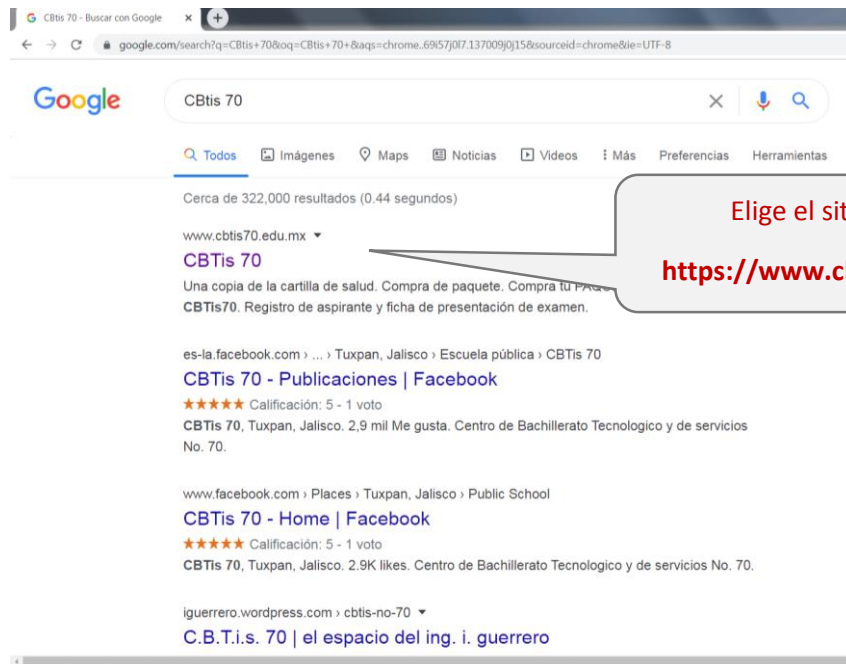 CBtis 70 - Buscar con Google
google.com/search?q=CBtis+70&oq=CBtis+70+&aqs=chrome..69i57j0l7.137009j0j15&sourceid=chrome&ie=UTF-8
Google
CBtis 70
Todos Imágenes Maps Noticias Videos Más Preferencias Herramientas
Cerca de 322,000 resultados (0.44 segundos)
Elige el
https://www.
www.cbtis70.edu.mx
CBTis 70
Una copia de la cartilla de salud. Compra de paquete. Compra tu
CBTis70. Registro de aspirante y ficha de presentación de examen.
es-la.facebook.com › ... › Tuxpan, Jalisco › Escuela pública › CBTis 70
CBTis 70 - Publicaciones | Facebook
★★★★★ Calificación: 5 - 1 voto
CBTis 70, Tuxpan, Jalisco. 2,9 mil Me gusta. Centro de Bachillerato Tecnologico y de servicios
No. 70.
www.facebook.com › Places › Tuxpan, Jalisco › Public School
CBTis 70 - Home | Facebook
★★★★★ Calificación: 5 - 1 voto
CBTis 70, Tuxpan, Jalisco. 2.9K likes. Centro de Bachillerato Tecnologico y de servicios No. 70.
iguerrero.wordpress.com › cbtis-no-70
C.B.T.i.s. 70 | el espacio del ing. i. guerrero